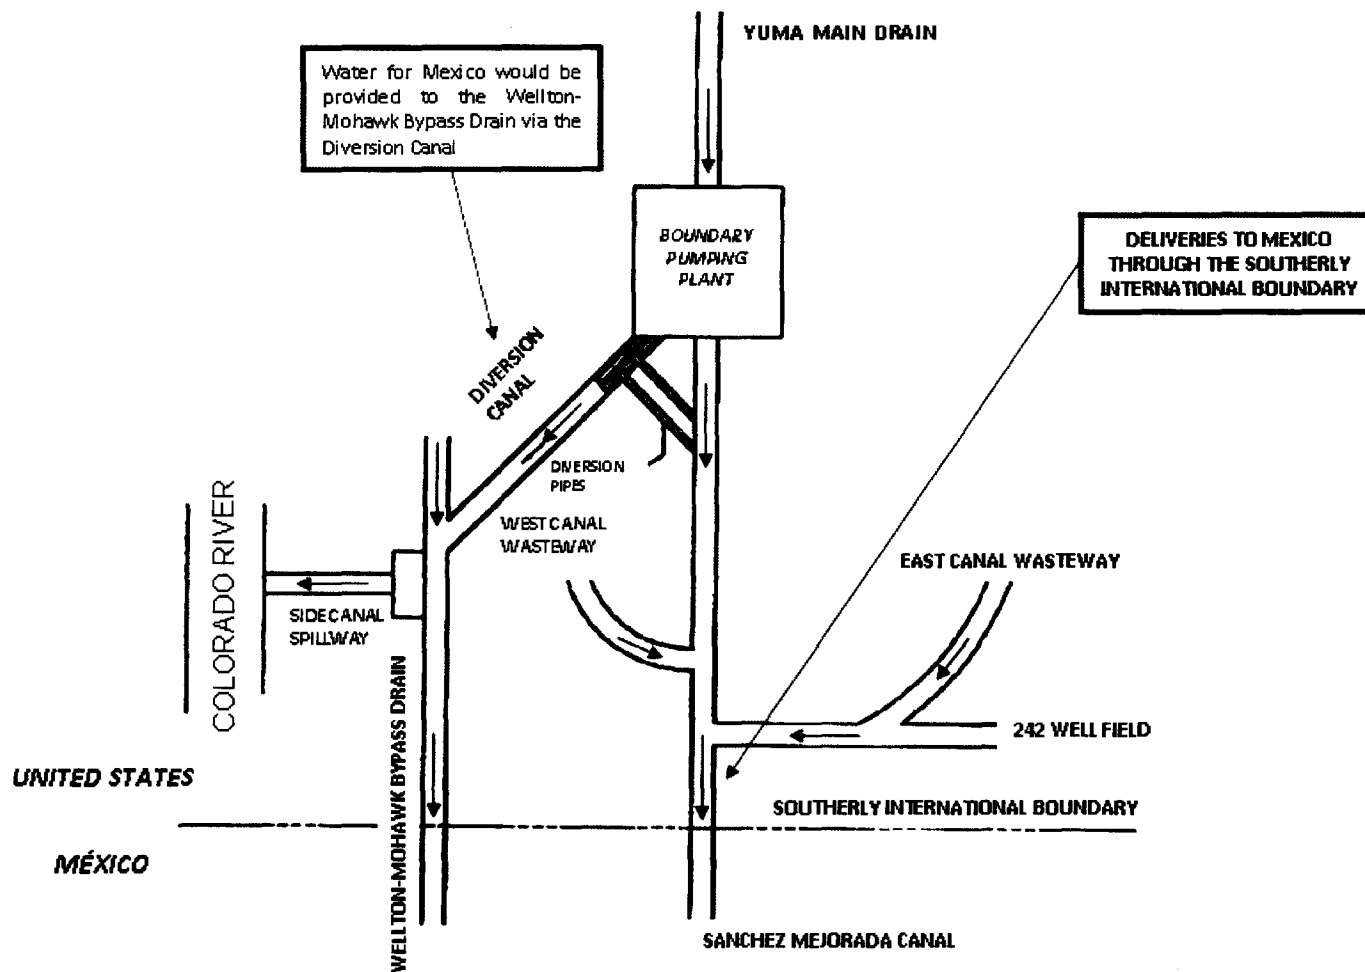 YUMA MAIN DRAIN
Water for Mexico would be
provided to the Wellton-
Mohawk Bypass Drain via the
Diversion Canal
BOUNDARY
PUMPING
PLANT
DELIVERIES TO MEXICO
THROUGH THE SOUTHERLY
INTERNATIONAL BOUNDARY
DIVERSION
CANAL
DIVERSION
PIPES
WEST CANAL
WASTEWAY
EAST CANAL WASTEWAY
COLORADO RIVER
SIDE CANAL
SPILLWAY
WELLTON-MOHAWK BYPASS DRAIN
242 WELL FIELD
UNITED STATES
SOUTHERLY INTERNATIONAL BOUNDARY
MÉXICO
SANCHEZ MEJORADA CANAL